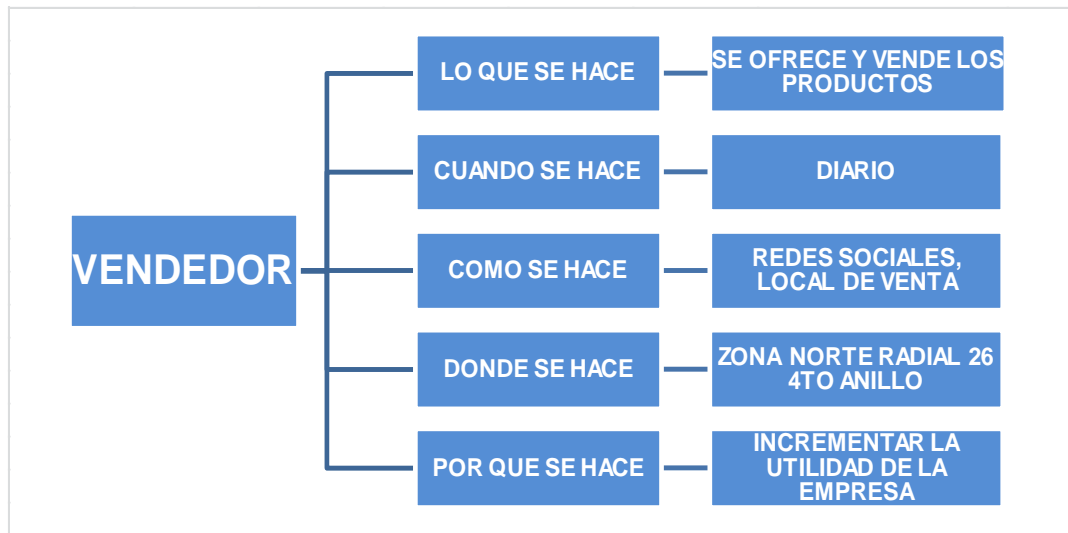 VENDEDOR
LO QUE SE HACE
SE OFRECE Y VENDE LOS
PRODUCTOS
CUANDO SE HACE
DIARIO
COMO SE HACE
REDES SOCIALES,
LOCAL DE VENTA
DONDE SE HACE
ZONA NORTE RADIAL 26
4TO ANILLO
POR QUE SE HACE
INCREMENTAR LA
UTILIDAD DE LA
EMPRESA